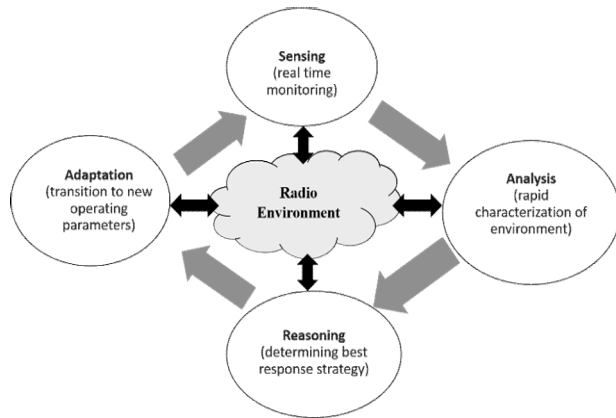 Sensing
(real time
monitoring)
Adaptation
(transition to new
operating
parameters)
Radio
Environment
Analysis
(rapid
characterization of
environment)
Reasoning
(determining best
response strategy)